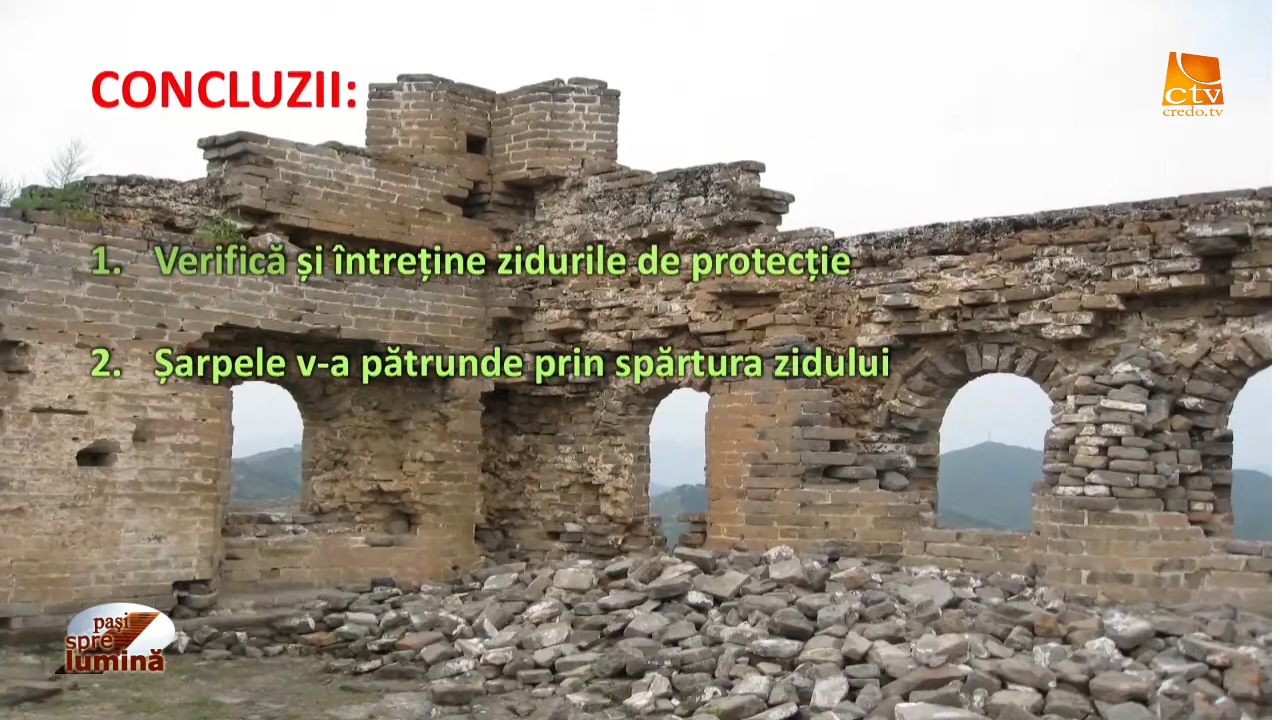 CONCLUZII:
ctv
credo.tv
1. Verifică și întreține zidurile de protecție
2. Șarpele v-a pătrunde prin spărtura zidului
pași
spre
lumină